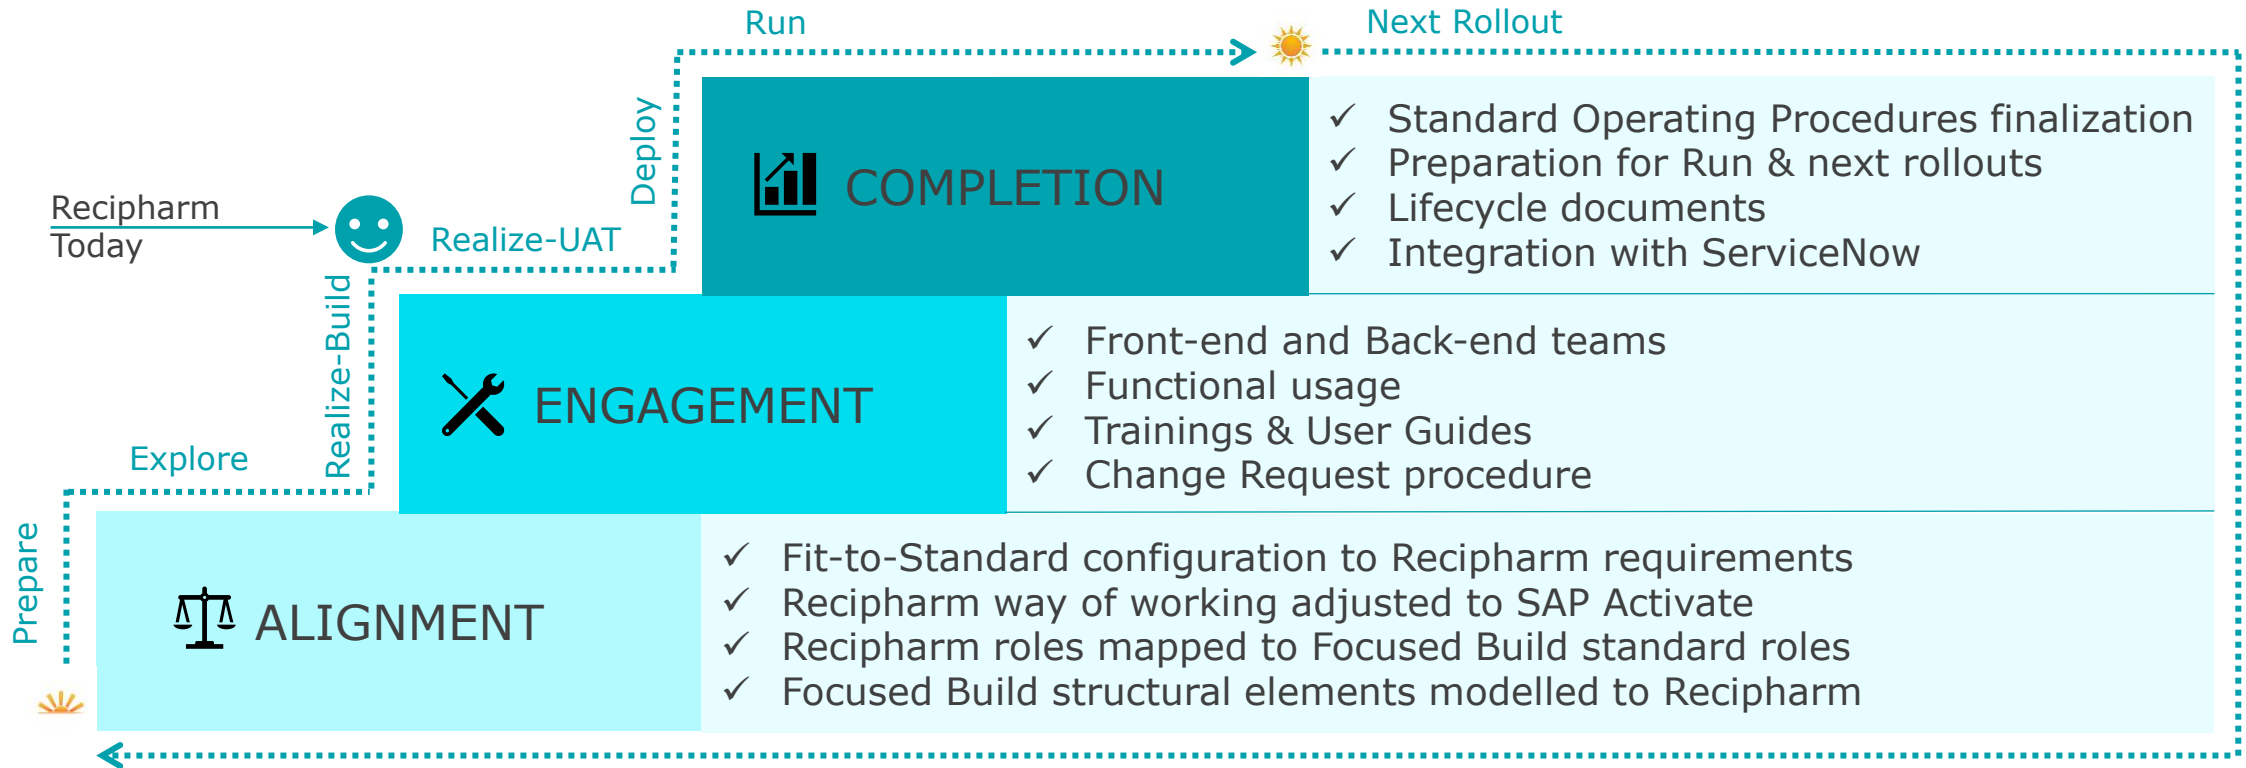 Run
Next Rollout
Deploy
COMPLETION
Standard Operating Procedures finalization
Preparation for Run & next rollouts
Lifecycle documents
Integration with ServiceNow
Recipharm
Today
Realize-UAT
Realize-Build
ENGAGEMENT
Front-end and Back-end teams
Functional usage
Trainings & User Guides
Change Request procedure
Explore
Prepare
ALIGNMENT
Fit-to-Standard configuration to Recipharm requirements
Recipharm way of working adjusted to SAP Activate
Recipharm roles mapped to Focused Build standard roles
Focused Build structural elements modelled to Recipharm